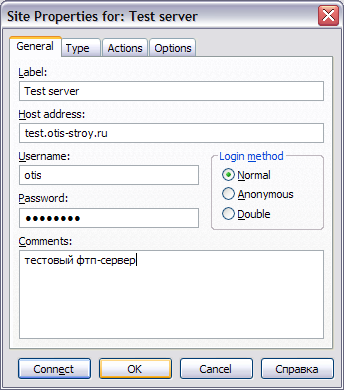 Site Properties for: Test server
General Type Actions Options
Label:
Test server
Host address:
test.otis-stroy.ru
Username:
otis
Login method
Normal
Password:
Anonymous
●●●●●●●●
Double
Comments:
тестовый фтп-сервер
Connect OK Cancel Справка